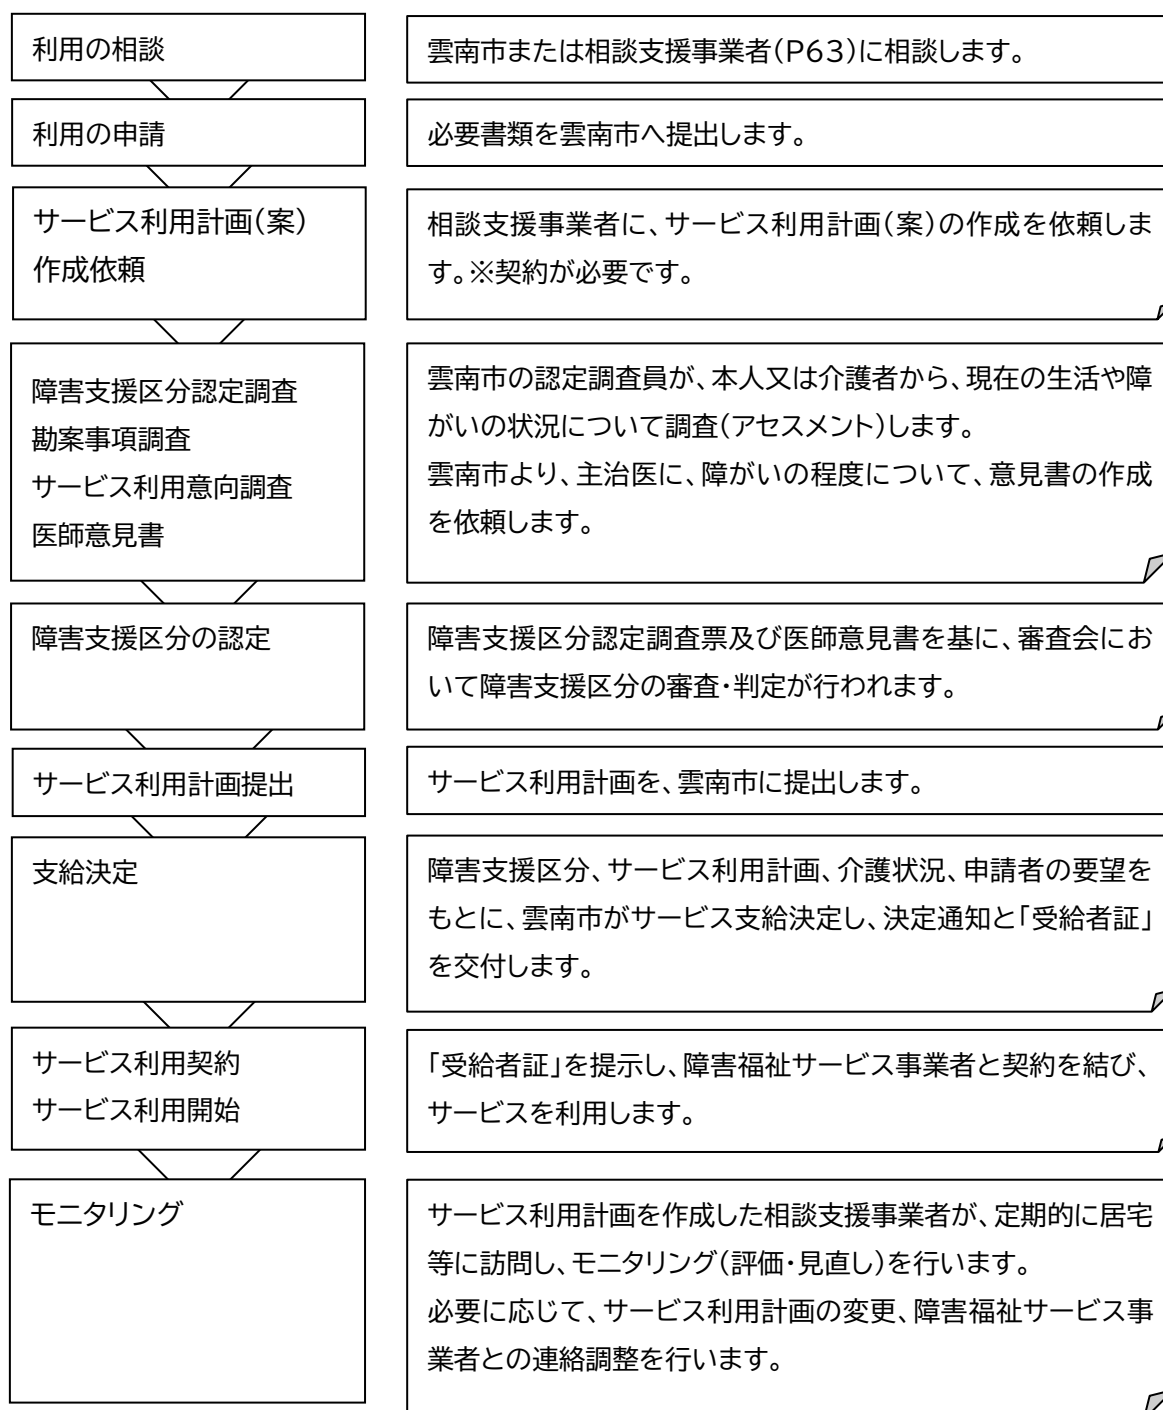 利用の相談
雲南市または相談支援事業者(P63)に相談します。
利用の申請
必要書類を雲南市へ提出します。
サービス利用計画(案)
作成依頼
相談支援事業者に、サービス利用計画(案)の作成を依頼しま
す。※契約が必要です。
障害支援区分認定調査
勘案事項調査
サービス利用意向調査
医師意見書
雲南市の認定調査員が、本人又は介護者から、現在の生活や障
がいの状況について調査(アセスメント)します。
雲南市より、主治医に、障がいの程度について、意見書の作成
を依頼します。
障害支援区分の認定
障害支援区分認定調査票及び医師意見書を基に、審査会にお
いて障害支援区分の審査・判定が行われます。
サービス利用計画提出
サービス利用計画を、雲南市に提出します。
支給決定
障害支援区分、サービス利用計画、介護状況、申請者の要望を
もとに、雲南市がサービス支給決定し、決定通知と「受給者証」
を交付します。
サービス利用契約
サービス利用開始
「受給者証」を提示し、障害福祉サービス事業者と契約を結び、
サービスを利用します。
モニタリング
サービス利用計画を作成した相談支援事業者が、定期的に居宅
等に訪問し、モニタリング(評価・見直し)を行います。
必要に応じて、サービス利用計画の変更、障害福祉サービス事
業者との連絡調整を行います。